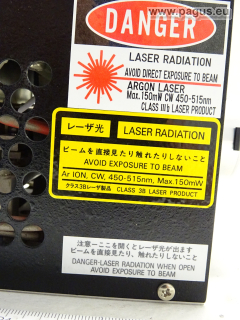 www.pagus.eu
DANGER
LASER RADIATION
AVOID DIRECT EXPOSURE TO BEAM
ARGON LASER
Max.150mW CW 450-515nm
CLASS IIIb LASER PRODUCT
レーザ光 LASER RADIATION
ビームを直接見たり触れたりしないこと
AVOID EXPOSURE TO BEAM
Ar ION, CW, 450-515nm, Max.150mW
クラス3Bレーザ製品 CLASS 3B LASER PRODUCT
注意ーここを開くとレーザ光が出ます
ビームを直接見たり、触れたりしないこと
DANGER-LASER RADIATION WHEN OPEN
AVOID EXPOSURE TO BEAM